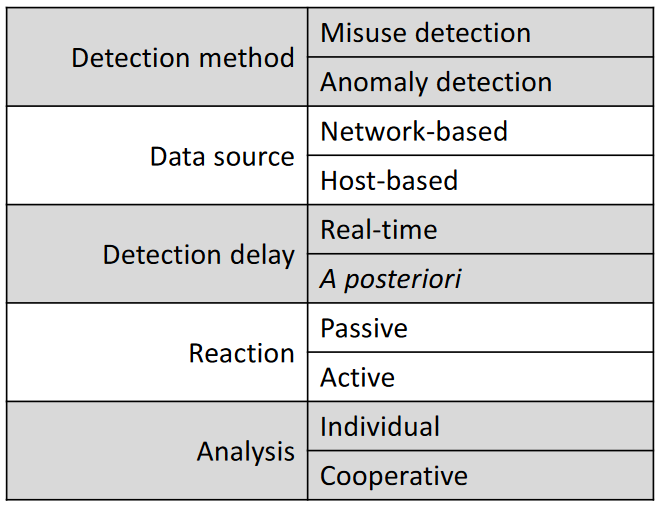 Detection method
Misuse detection
Anomaly detection
Data source
Network-based
Host-based
Detection delay
Real-time
A posteriori
Reaction
Passive
Active
Analysis
Individual
Cooperative